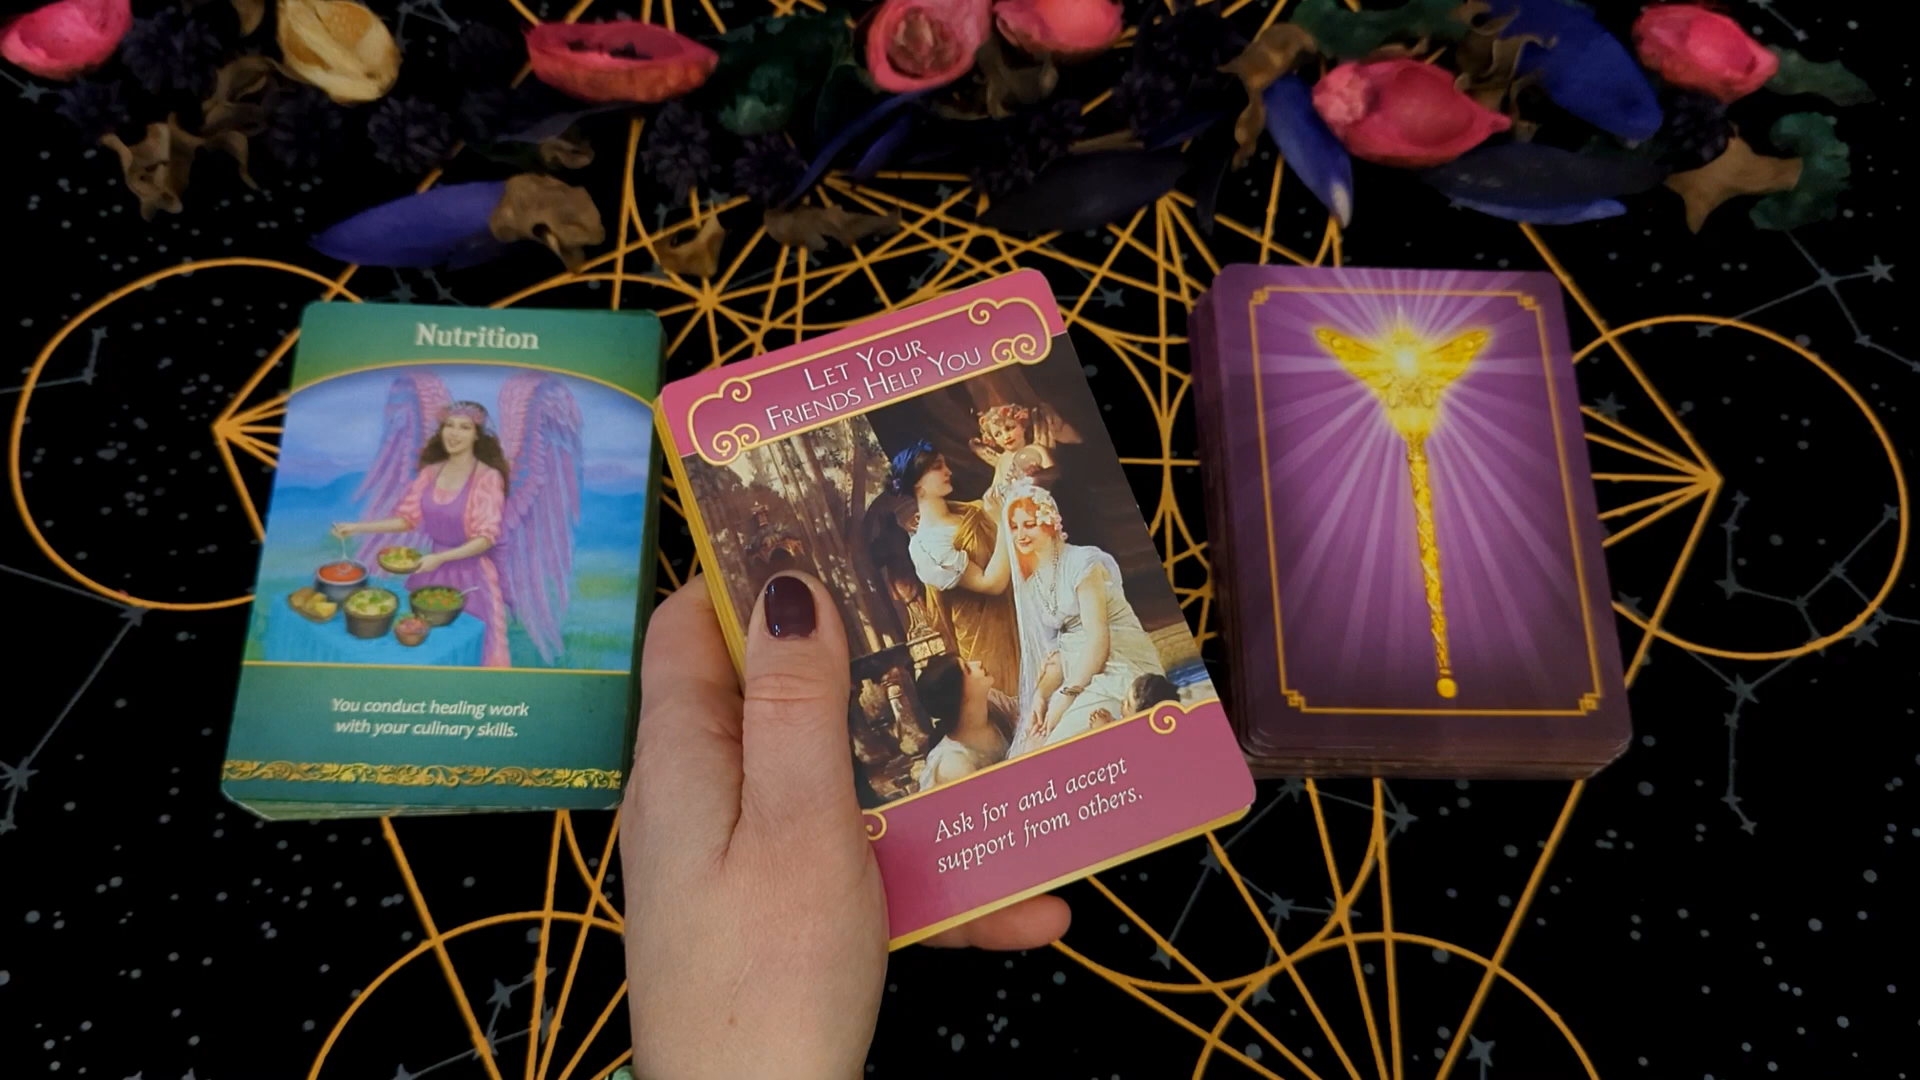 Nutrition
You conduct healing work
with your culinary skills.
LET YOUR
FRIENDS HELP YOU
Ask for and accept
support from others.